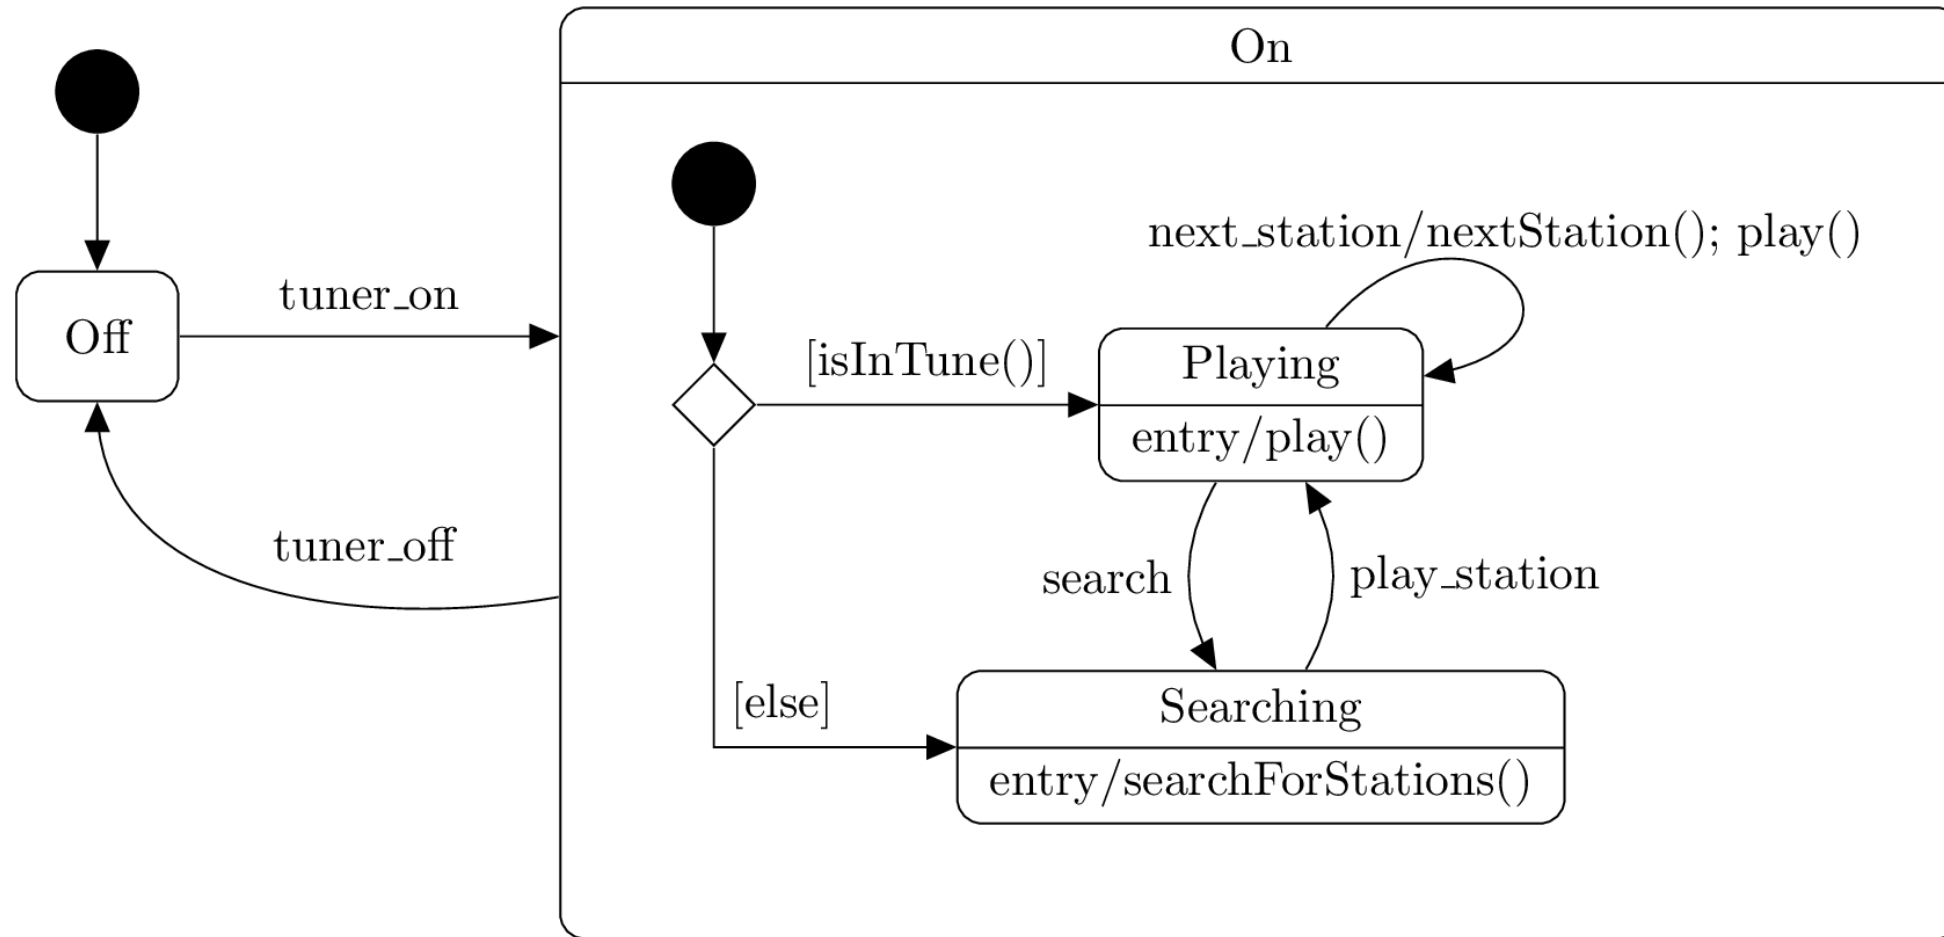 On
next_station/nextStation(); play()
tuner_on
Off
[isInTune()]
Playing
entry/play()
tuner_off
search
play_station
[else]
Searching
entry/searchForStations()